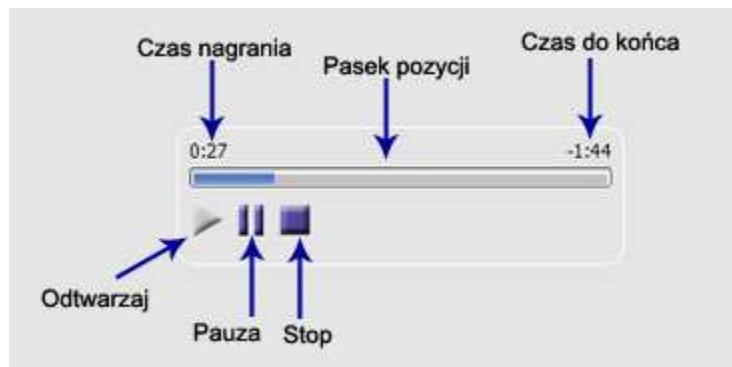 Czas nagrania
Pasek pozycji
Czas do końca
0:27
-1:44
Odtwarzaj
Pauza
Stop